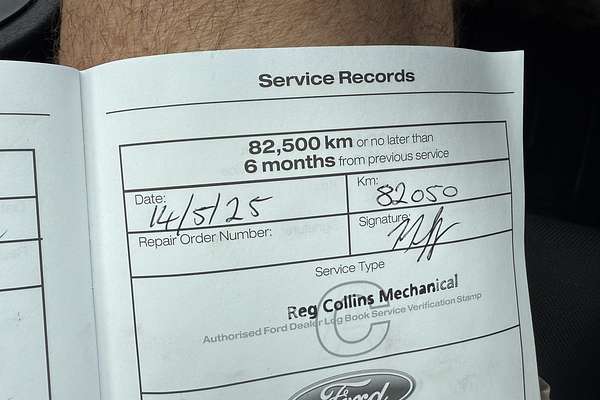 Service Records
82,500 km or no later than
6 months from previous service
Date:
14/5/25
Km:
82050
Repair Order Number:
Signature:
Service Type
C
Reg Collins Mechanical
Authorised Ford Dealer Log Book Service Verification Stamp
Ford